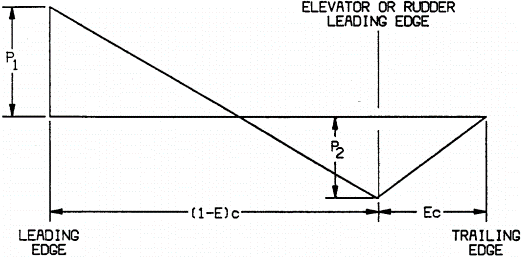 ELEVATOR OR RUDDER
LEADING EDGE
P1
P2
(1-E)c
Ec
LEADING
EDGE
TRAILING
EDGE